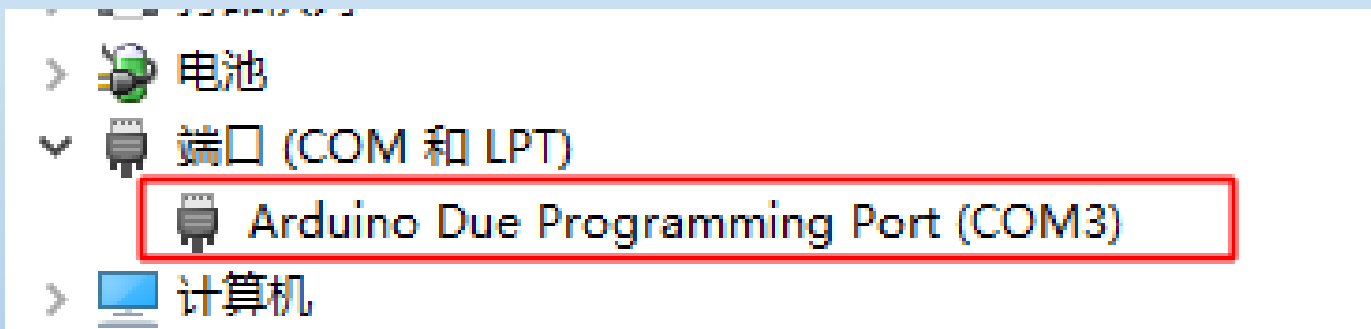 电池
端口 (COM 和 LPT)
Arduino Due Programming Port (COM3)
计算机